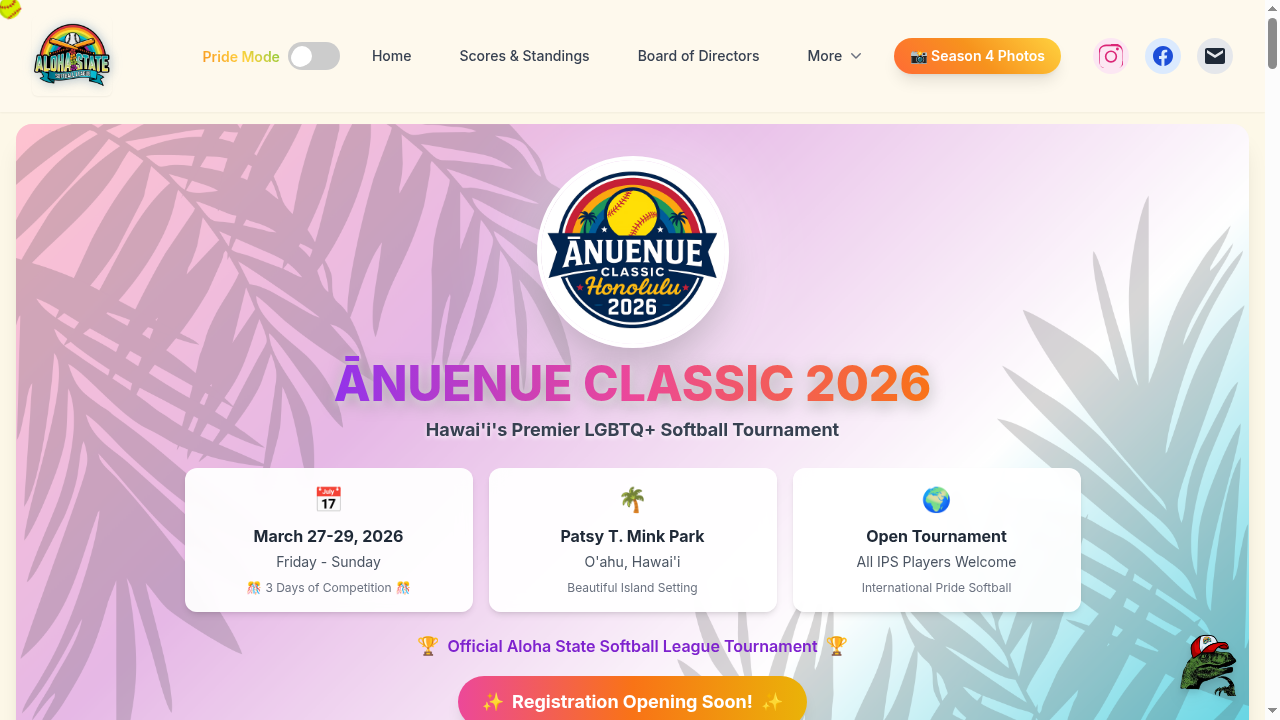 ALOHA STATE
Pride Mode
Home
Scores & Standings
Board of Directors
More
📸 Season 4 Photos
ĀNUENUE
CLASSIC
Honolulu
2026
ĀNUENUE CLASSIC 2026
Hawai'i's Premier LGBTQ+ Softball Tournament
March 27-29, 2026
Friday - Sunday
🎊 3 Days of Competition 🎊
Patsy T. Mink Park
O'ahu, Hawai'i
Beautiful Island Setting
Open Tournament
All IPS Players Welcome
International Pride Softball
🏆 Official Aloha State Softball League Tournament 🏆
✨ Registration Opening Soon! ✨